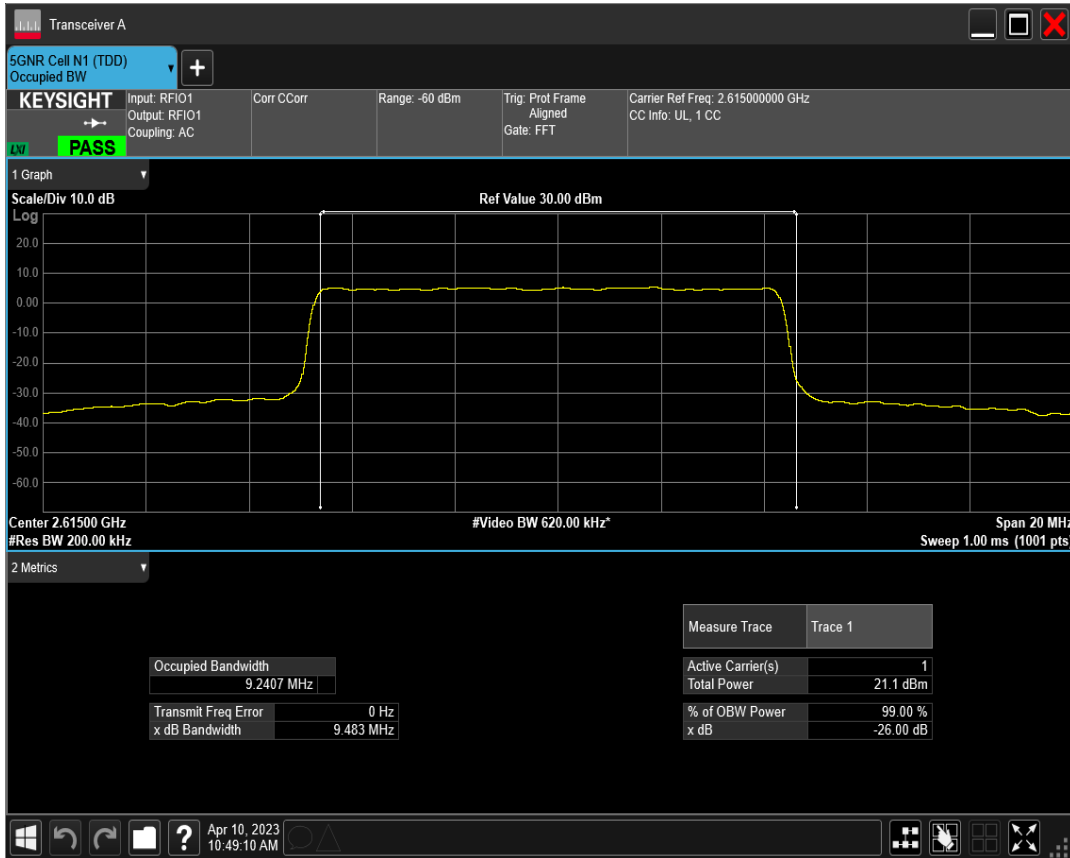 Transceiver A
5GNR Cell N1 (TDD)
Occupied BW
+
KEYSIGHT
LXI
PASS
Input: RFIO1
Output: RFIO1
Coupling: AC
Corr CCorr
Range: -60 dBm
Trig: Prot Frame
Aligned
Gate: FFT
Carrier Ref Freq: 2.615000000 GHz
CC Info: UL, 1 CC
1 Graph
Scale/Div 10.0 dB
Ref Value 30.00 dBm
Log
20.0
10.0
0.00
-10.0
-20.0
-30.0
-40.0
-50.0
-60.0
Center 2.61500 GHz
#Video BW 620.00 kHz*
Span 20 MHz
#Res BW 200.00 kHz
Sweep 1.00 ms (1001 pts)
2 Metrics
Measure Trace Trace 1
Occupied Bandwidth
9.2407 MHz
Active Carrier(s) 1
Total Power 21.1 dBm
Transmit Freq Error 0 Hz
x dB Bandwidth 9.483 MHz
% of OBW Power 99.00 %
x dB -26.00 dB
?
Apr 10, 2023
10:49:10 AM